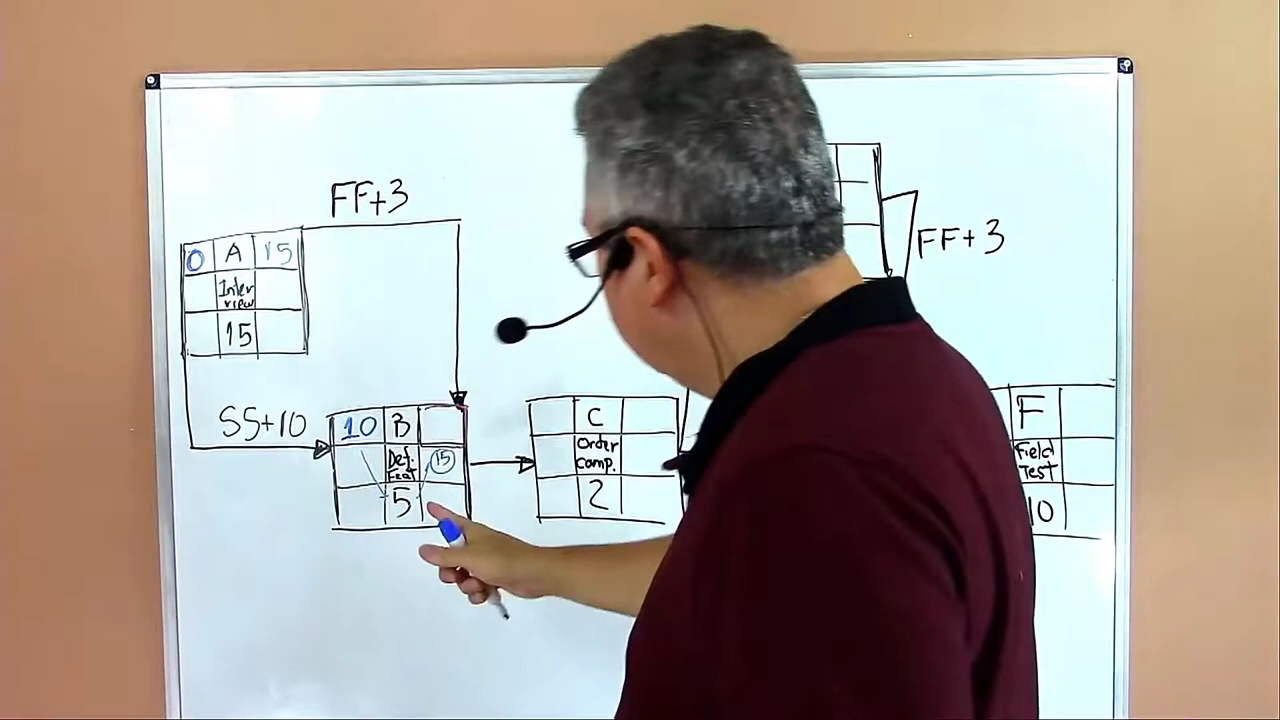 FF+3
FF+3
0 A 15
Inter
view
15
SS+10
10 B
Def.
Feat
15
5
C
Order
comp.
2
F
Field
Test
10